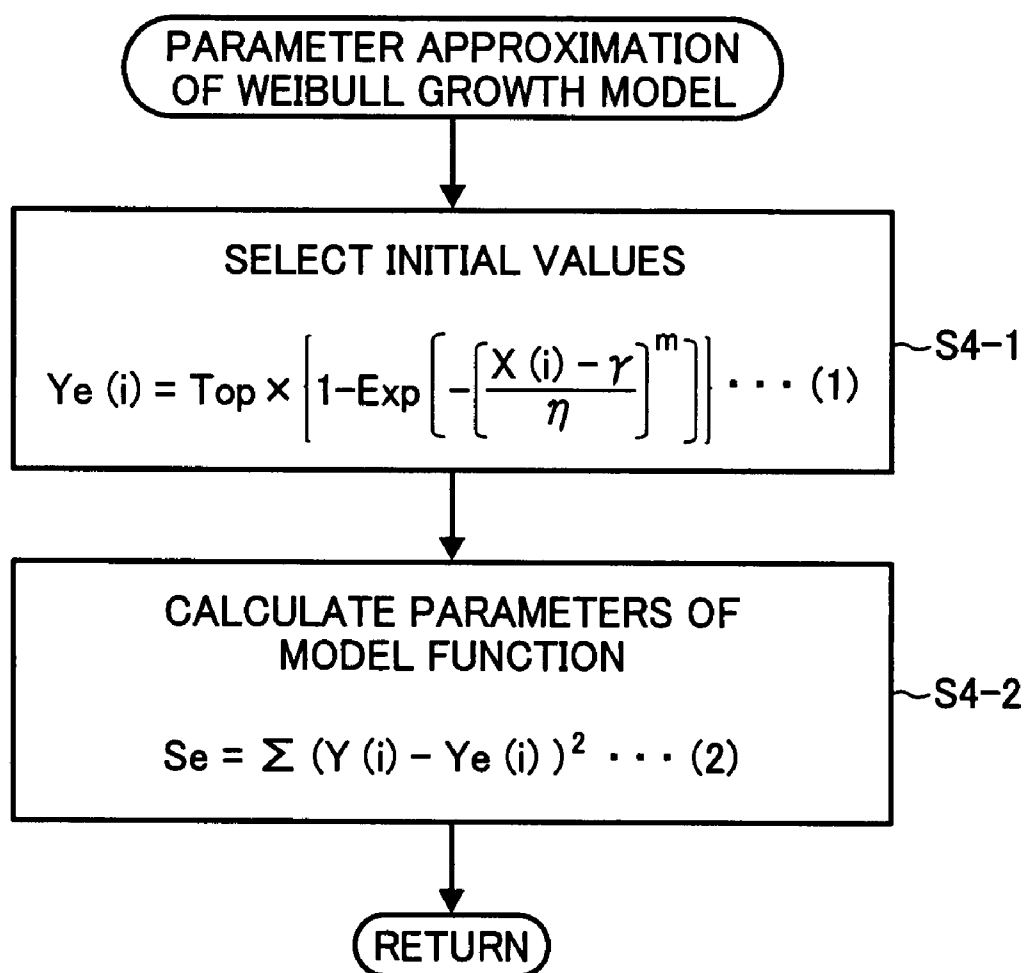 PARAMETER APPROXIMATION
OF WEIBULL GROWTH MODEL
SELECT INITIAL VALUES
Ye (i) = Top × {1-Exp [-[(X (i) - γ) / η]^m]} ・・・ (1)
S4-1
CALCULATE PARAMETERS OF
MODEL FUNCTION
Se = Σ (Y (i) - Ye (i) )² ・・・ (2)
S4-2
RETURN